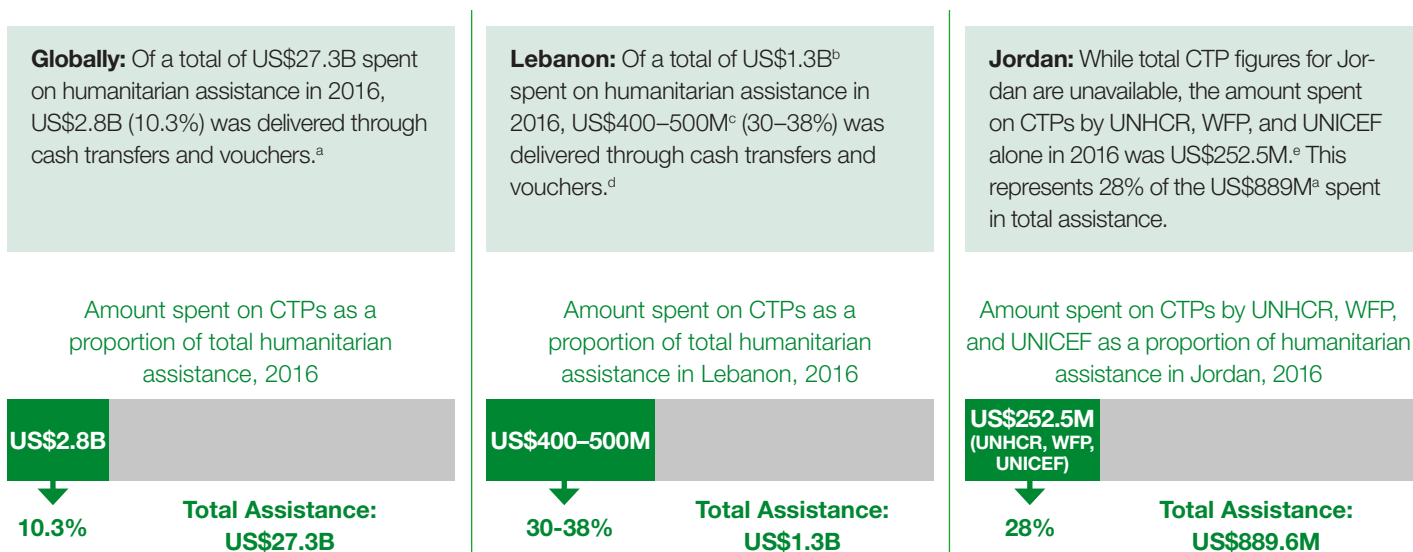 Globally: Of a total of US$27.3B spent
on humanitarian assistance in 2016,
US$2.8B (10.3%) was delivered through
cash transfers and vouchers.ᵃ
Amount spent on CTPs as a
proportion of total humanitarian
assistance, 2016
US$2.8B
10.3%
Total Assistance:
US$27.3B
Lebanon: Of a total of US$1.3Bᵇ
spent on humanitarian assistance in
2016, US$400–500Mᶜ (30–38%) was
delivered through cash transfers and
vouchers.ᵈ
Amount spent on CTPs as a
proportion of total humanitarian
assistance in Lebanon, 2016
US$400–500M
30-38%
Total Assistance:
US$1.3B
Jordan: While total CTP figures for Jor-
dan are unavailable, the amount spent
on CTPs by UNHCR, WFP, and UNICEF
alone in 2016 was US$252.5M.ᵉ This
represents 28% of the US$889Mᵃ spent
in total assistance.
Amount spent on CTPs by UNHCR, WFP,
and UNICEF as a proportion of humanitarian
assistance in Jordan, 2016
US$252.5M
(UNHCR, WFP,
UNICEF)
28%
Total Assistance:
US$889.6M